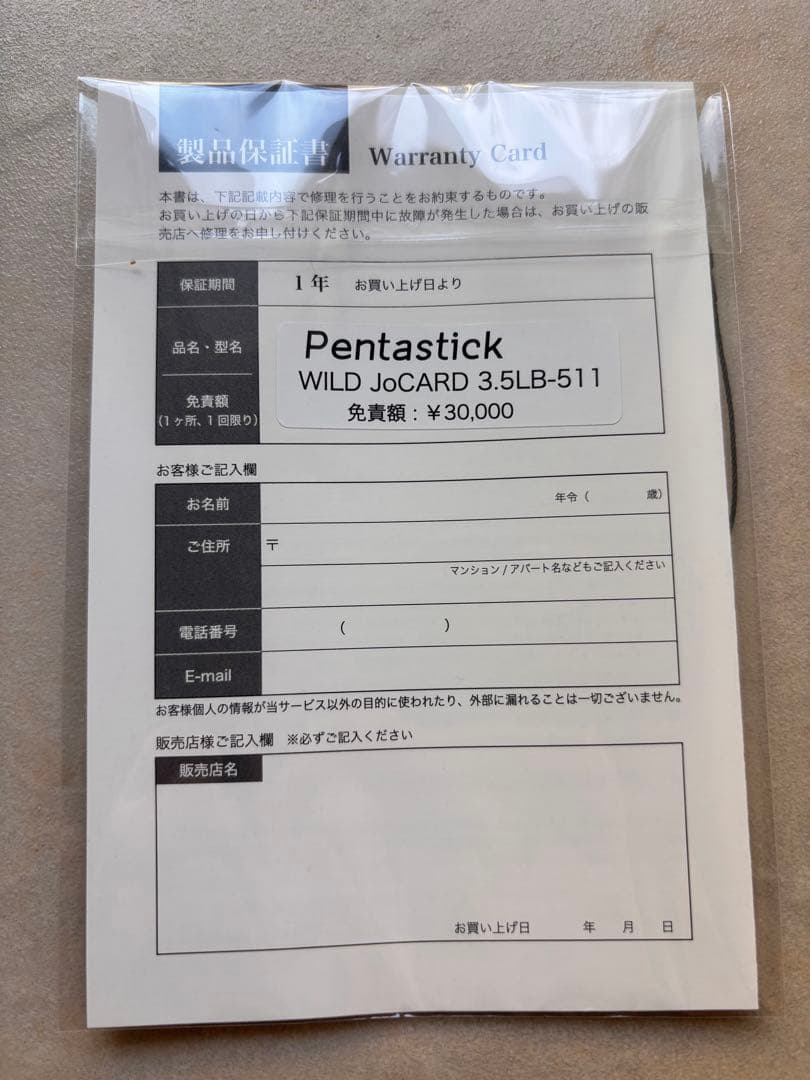 製品保証書 Warranty Card
本書は、下記記載内容で修理を行うことをお約束するものです。
お買い上げの日から下記保証期間中に故障が発生した場合は、お買い上げの販
売店へ修理をお申し付けください。
保証期間 1年 お買い上げ日より
品名・型名 Pentastick
WILD JoCARD 3.5LB-511
免責額 免責額：¥30,000
(1ヶ所、1回限り)
お客様ご記入欄
お名前 年令（ 歳）
ご住所 〒
マンション / アパート名などもご記入ください
電話番号 （ ）
E-mail
お客様個人の情報が当サービス以外の目的に使われたり、外部に漏れることは一切ございません。
販売店様ご記入欄 ※必ずご記入ください
販売店名
お買い上げ日 年 月 日